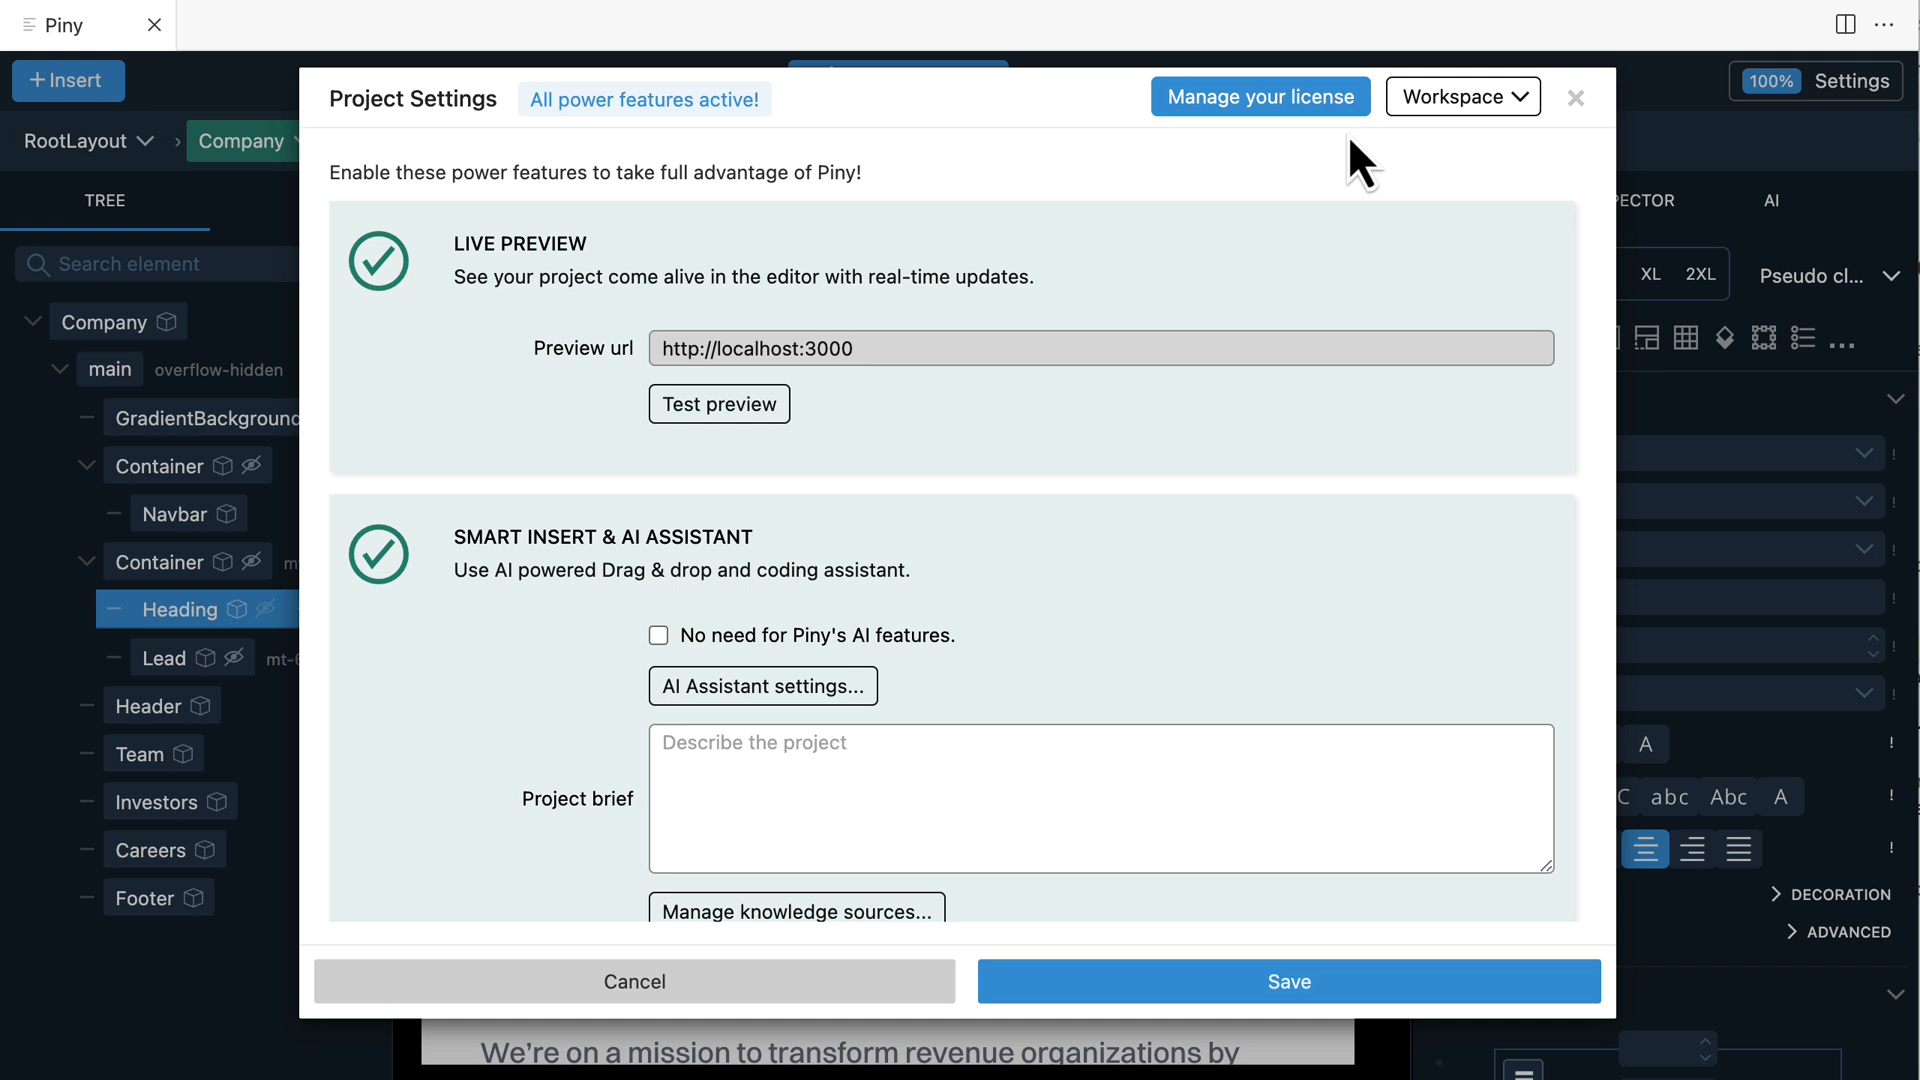 Piny
+ Insert
100% Settings
Project Settings
All power features active!
Manage your license
Workspace
RootLayout
Company
Enable these power features to take full advantage of Piny!
TREE
PECTOR
AI
Search element
LIVE PREVIEW
See your project come alive in the editor with real-time updates.
XL 2XL
Pseudo cl...
Company
main overflow-hidden
Preview url
http://localhost:3000
Test preview
GradientBackground
Container
Navbar
Container
Heading
Lead
Header
Team
Investors
Careers
Footer
SMART INSERT & AI ASSISTANT
Use AI powered Drag & drop and coding assistant.
No need for Piny's AI features.
AI Assistant settings...
Describe the project
Project brief
Manage knowledge sources...
A
C abc Abc A
DECORATION
ADVANCED
Cancel
Save
We're on a mission to transform revenue organizations by